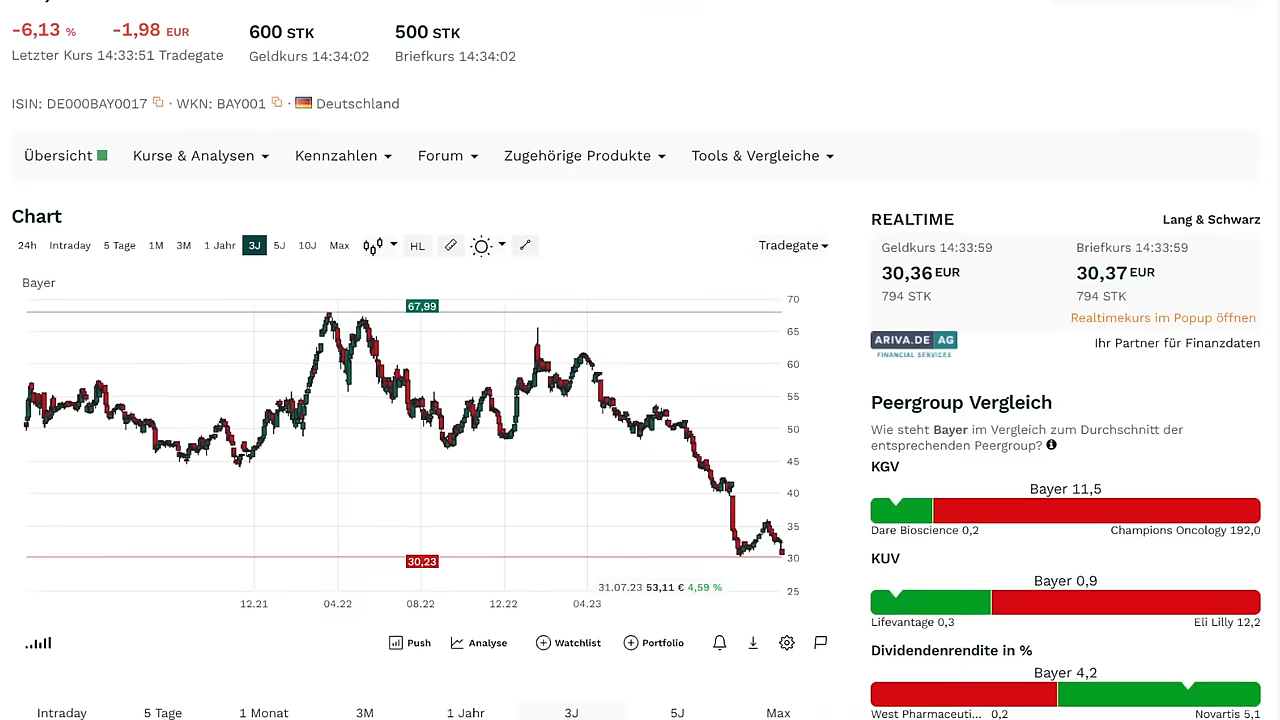 -6,13 % -1,98 EUR 600 STK 500 STK
Letzter Kurs 14:33:51 Tradegate Geldkurs 14:34:02 Briefkurs 14:34:02
ISIN: DE000BAY0017 · WKN: BAY001 · Deutschland
Übersicht Kurse & Analysen Kennzahlen Forum Zugehörige Produkte Tools & Vergleiche
Chart
24h Intraday 5 Tage 1M 3M 1 Jahr 3J 5J 10J Max HL Tradegate
Bayer
67,99
30,23
70
65
60
55
50
45
40
35
30
25
31.07.23 53,11 € 4,59 %
12.21 04.22 08.22 12.22 04.23
Push Analyse Watchlist Portfolio
Intraday 5 Tage 1 Monat 3M 1 Jahr 3J 5J Max
REALTIME Lang & Schwarz
Geldkurs 14:33:59 Briefkurs 14:33:59
30,36 EUR 30,37 EUR
794 STK 794 STK
Realtimekurs im Popup öffnen
ARIVA.DE AG
FINANCIAL SERVICES
Ihr Partner für Finanzdaten
Peergroup Vergleich
Wie steht Bayer im Vergleich zum Durchschnitt der
entsprechenden Peergroup?
KGV
Bayer 11,5
Dare Bioscience 0,2 Champions Oncology 192,0
KUV
Bayer 0,9
Lifevantage 0,3 Eli Lilly 12,2
Dividendenrendite in %
Bayer 4,2
West Pharmaceuti... 0,2 Novartis 5,1